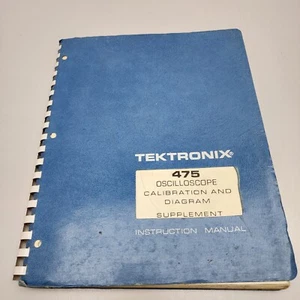 TEKTRONIX®
475
OSCILLOSCOPE
CALIBRATION AND
DIAGRAM
SUPPLEMENT
INSTRUCTION MANUAL